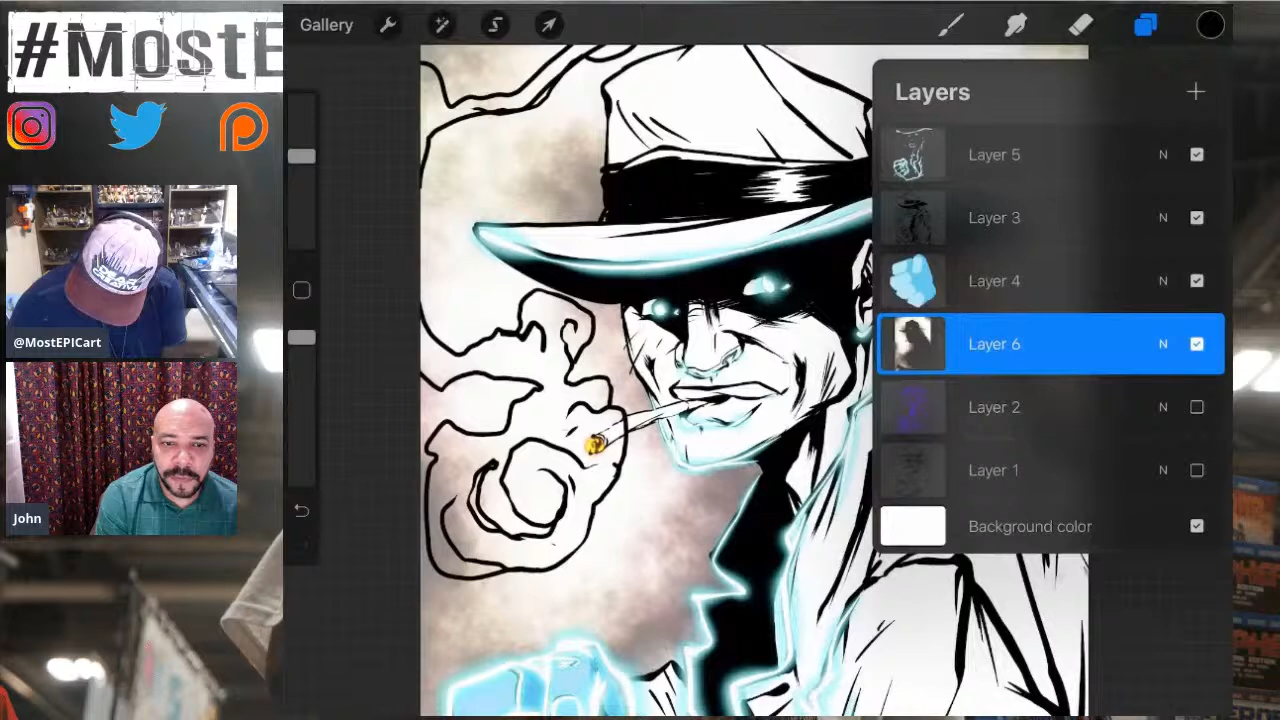 #MostE
Gallery
Layers
Layer 5
N
Layer 3
N
Layer 4
N
Layer 6
N
Layer 2
N
Layer 1
N
Background color
@MostEPICart
John